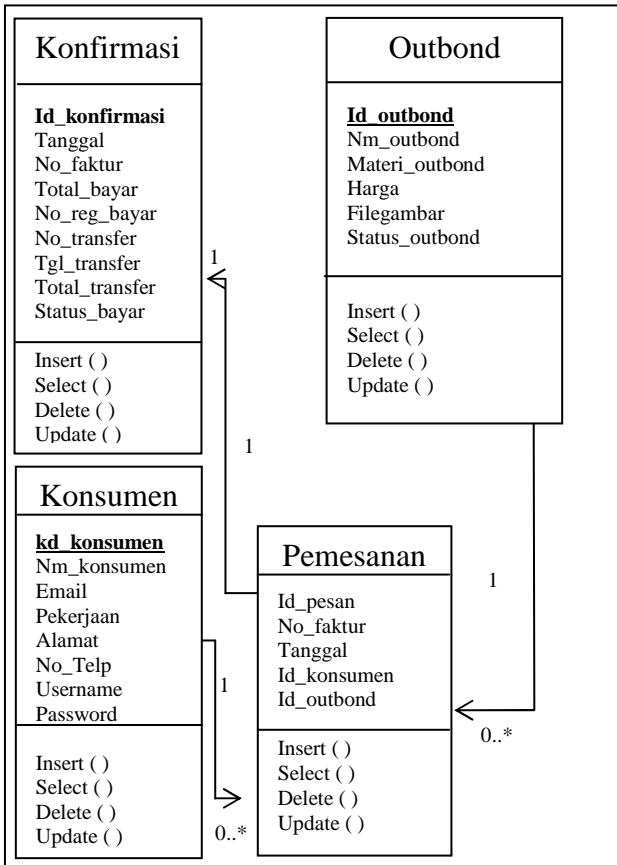 Konfirmasi
Id_konfirmasi
Tanggal
No_faktur
Total_bayar
No_reg_bayar
No_transfer
Tgl_transfer
Total_transfer
Status_bayar
Insert ( )
Select ( )
Delete ( )
Update ( )
Outbond
Id_outbond
Nm_outbond
Materi_outbond
Harga
Filegambar
Status_outbond
Insert ( )
Select ( )
Delete ( )
Update ( )
1
1
Konsumen
kd_konsumen
Nm_konsumen
Email
Pekerjaan
Alamat
No_Telp
Username
Password
Insert ( )
Select ( )
Delete ( )
Update ( )
1
0..*
Pemesanan
Id_pesan
No_faktur
Tanggal
Id_konsumen
Id_outbond
Insert ( )
Select ( )
Delete ( )
Update ( )
1
0..*